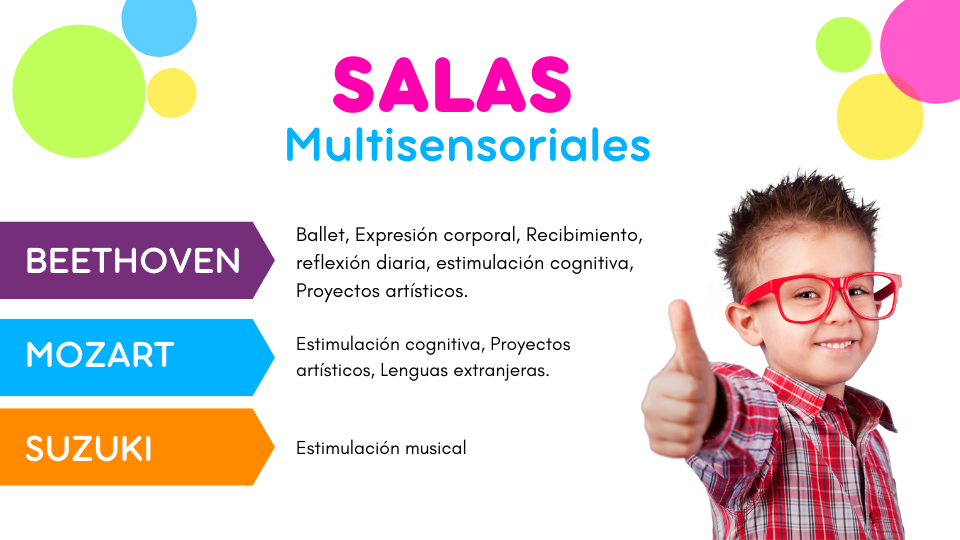 SALAS
Multisensoriales
BEETHOVEN
Ballet, Expresión corporal, Recibimiento,
reflexión diaria, estimulación cognitiva,
Proyectos artísticos.
MOZART
Estimulación cognitiva, Proyectos
artísticos, Lenguas extranjeras.
SUZUKI
Estimulación musical